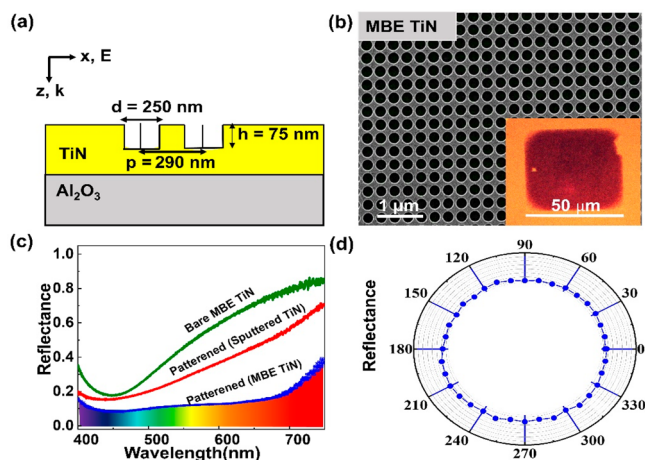 (a)
x, E
z, k
d = 250 nm
h = 75 nm
TiN
p = 290 nm
Al₂O₃
(b)
MBE TiN
1 µm
50 µm
(c)
1.0
0.8
0.6
0.4
0.2
0.0
Reflectance
Bare MBE TiN
Patterened (Sputtered TiN)
Patterened (MBE TiN)
400 500 600 700
Wavelength(nm)
(d)
Reflectance
90
120 60
150 30
180 0
210 330
240 300
270